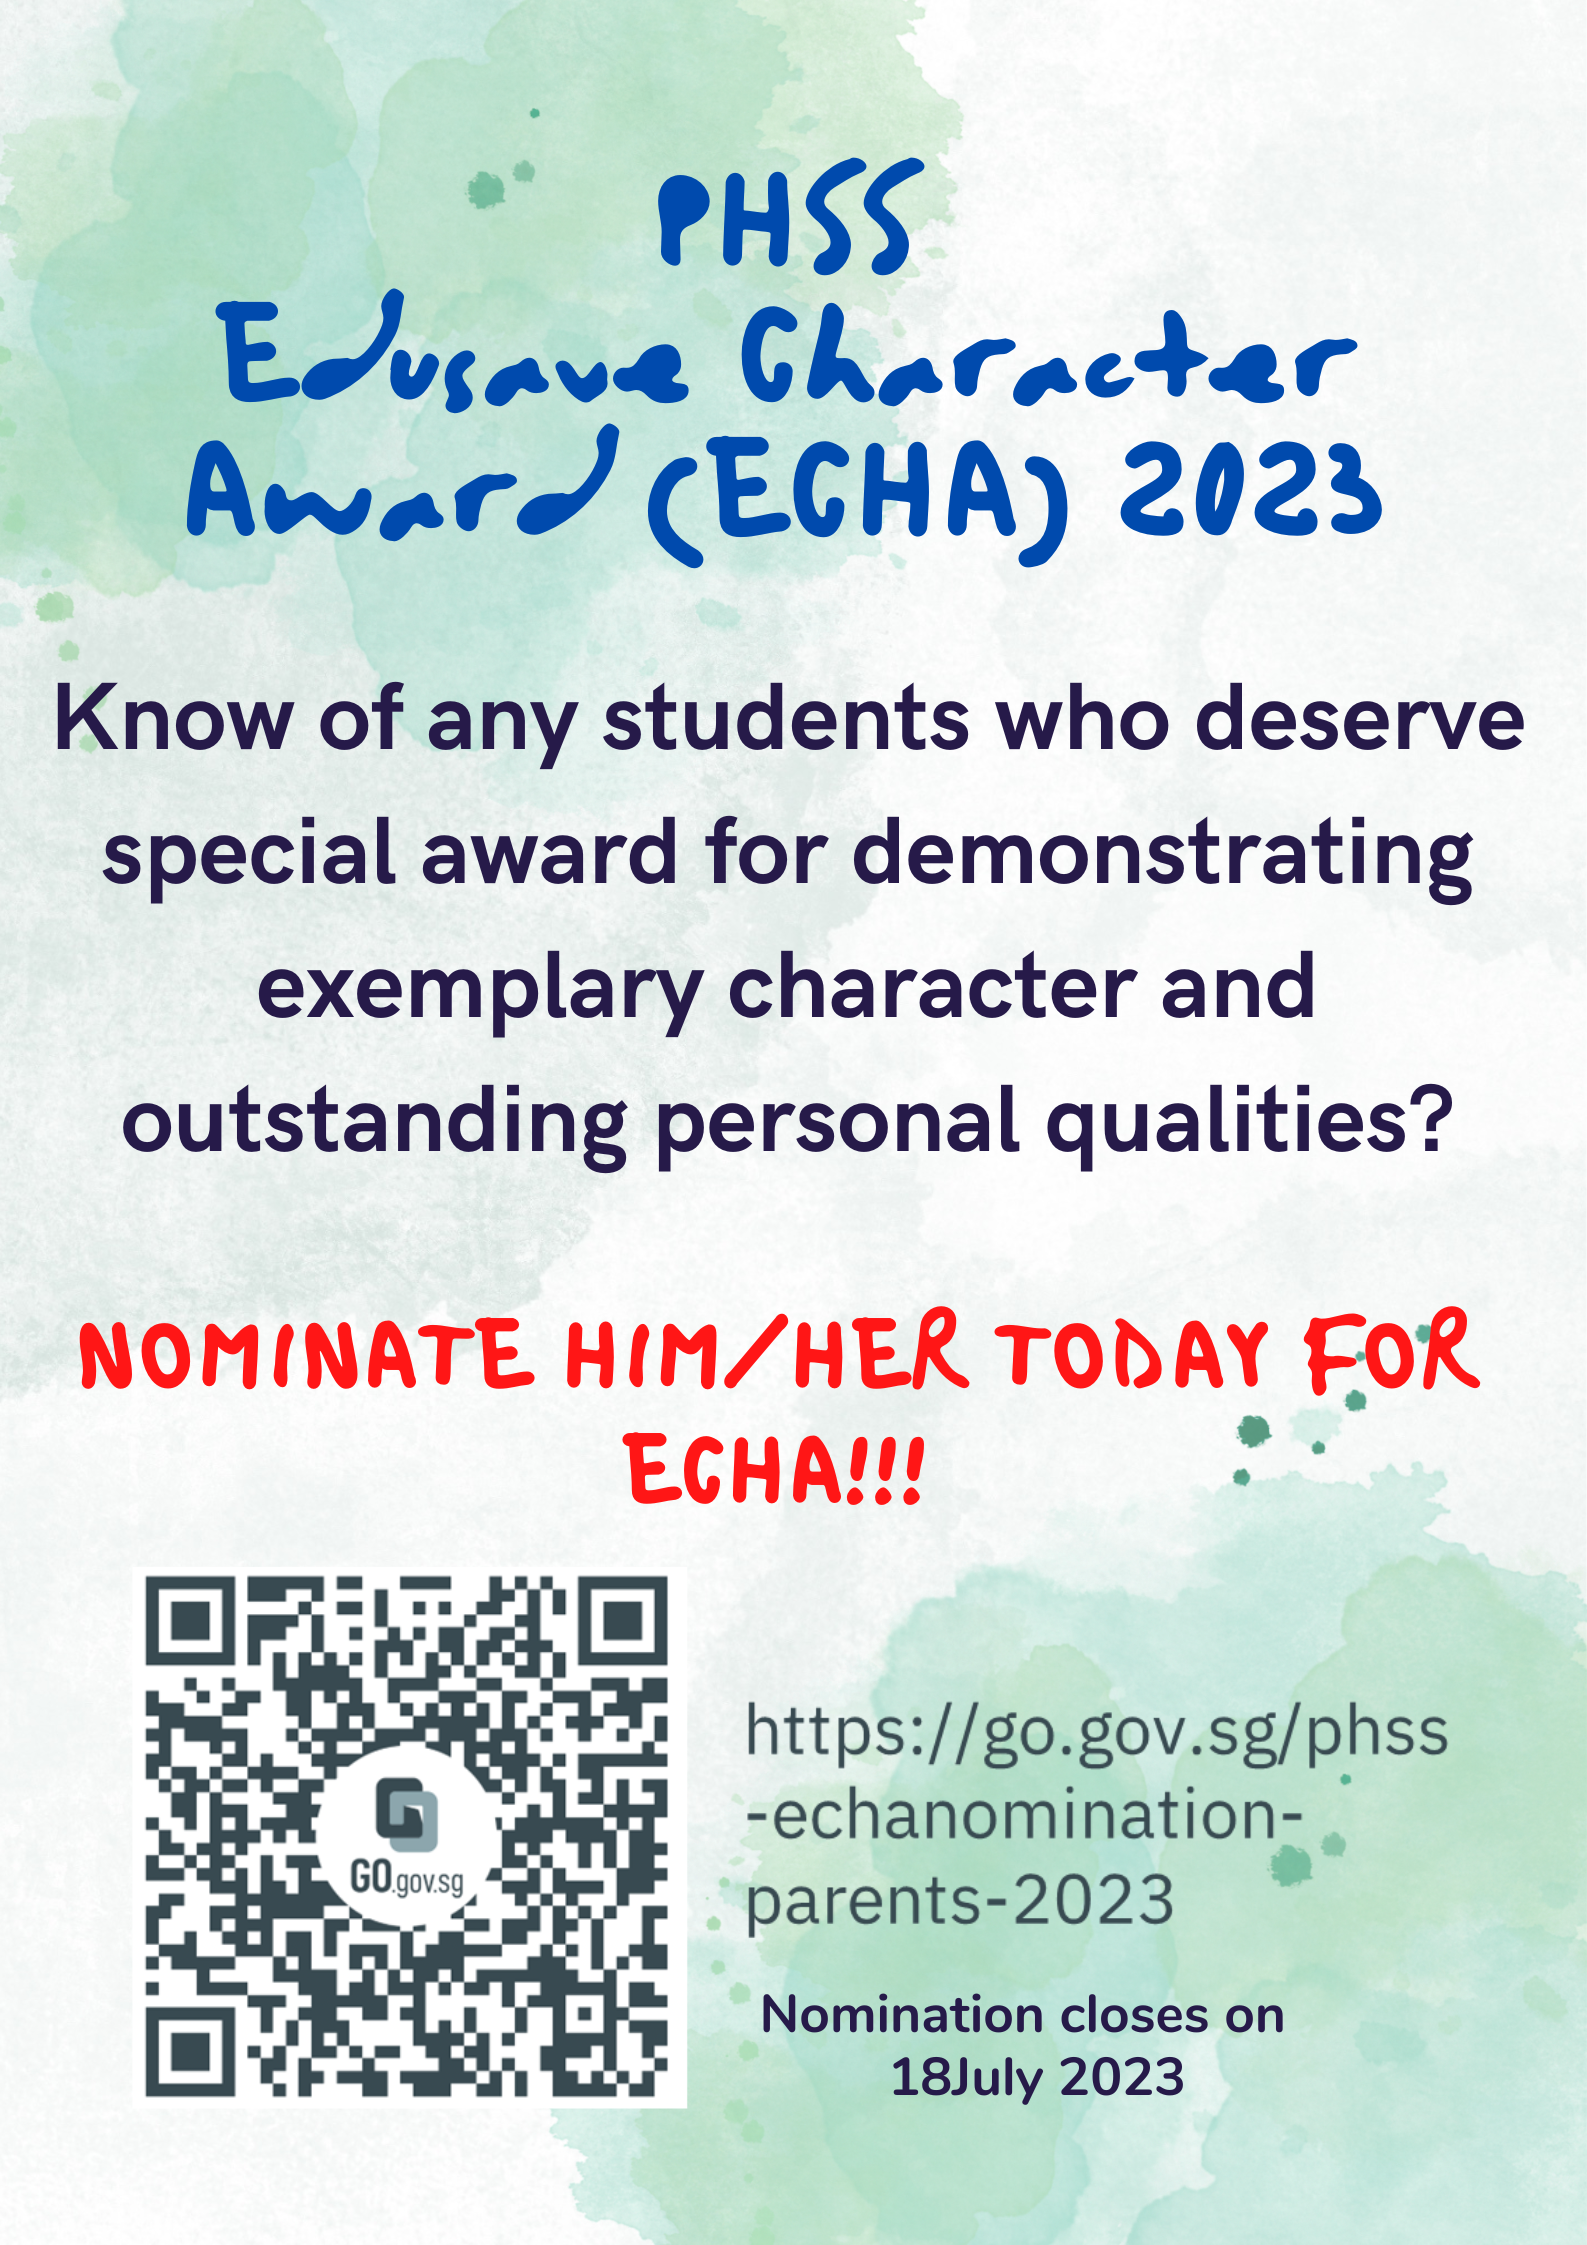 PHSS
Edusave Character
Award (ECHA) 2023
Know of any students who deserve
special award for demonstrating
exemplary character and
outstanding personal qualities?
NOMINATE HIM/HER TODAY FOR
ECHA!!!
GO.gov.sg
https://go.gov.sg/phss
-echanomination-
parents-2023
Nomination closes on
18July 2023